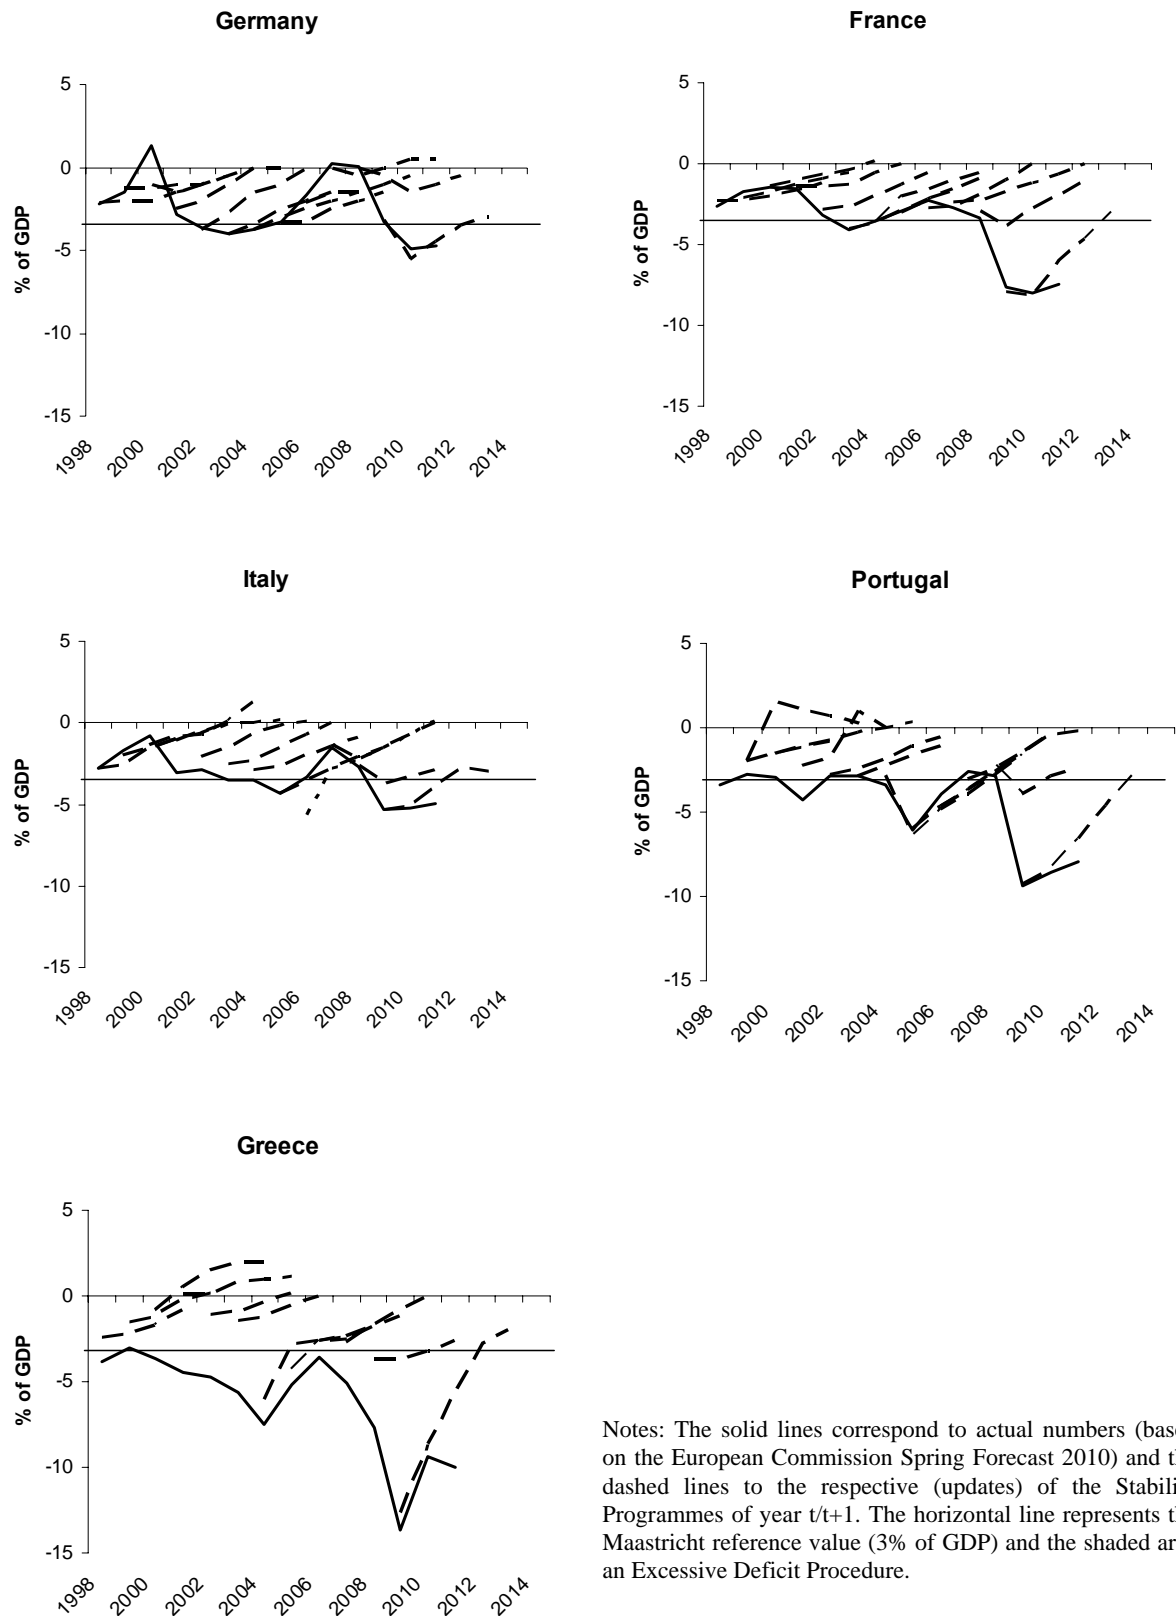 Germany
% of GDP
5
0
-5
-10
-15
1998 2000 2002 2004 2006 2008 2010 2012 2014
France
% of GDP
5
0
-5
-10
-15
1998 2000 2002 2004 2006 2008 2010 2012 2014
Italy
% of GDP
5
0
-5
-10
-15
1998 2000 2002 2004 2006 2008 2010 2012 2014
Portugal
% of GDP
5
0
-5
-10
-15
1998 2000 2002 2004 2006 2008 2010 2012 2014
Greece
% of GDP
5
0
-5
-10
-15
1998 2000 2002 2004 2006 2008 2010 2012 2014
Notes: The solid lines correspond to actual numbers (base
on the European Commission Spring Forecast 2010) and t
dashed lines to the respective (updates) of the Stabili
Programmes of year t/t+1. The horizontal line represents t
Maastricht reference value (3% of GDP) and the shaded ar
an Excessive Deficit Procedure.